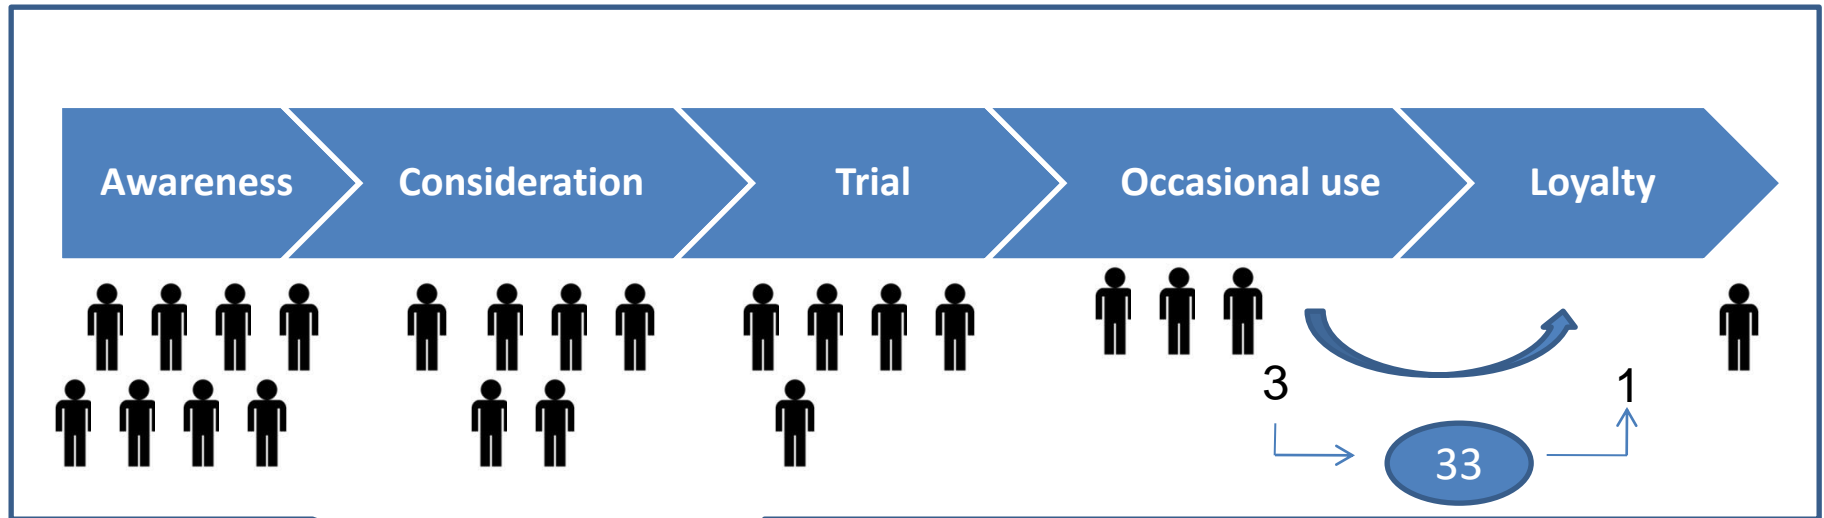 Awareness
Consideration
Trial
Occasional use
Loyalty
3
1
33